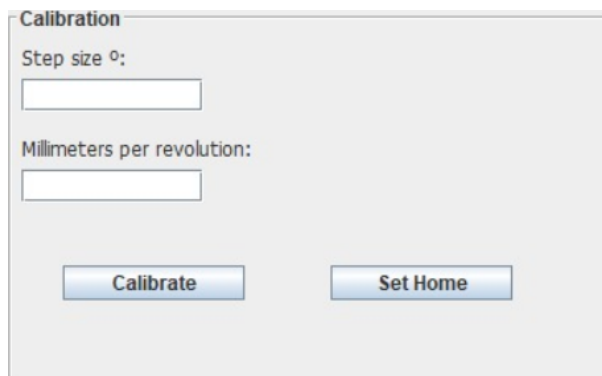 Calibration
Step size º:
Millimeters per revolution:
Calibrate Set Home